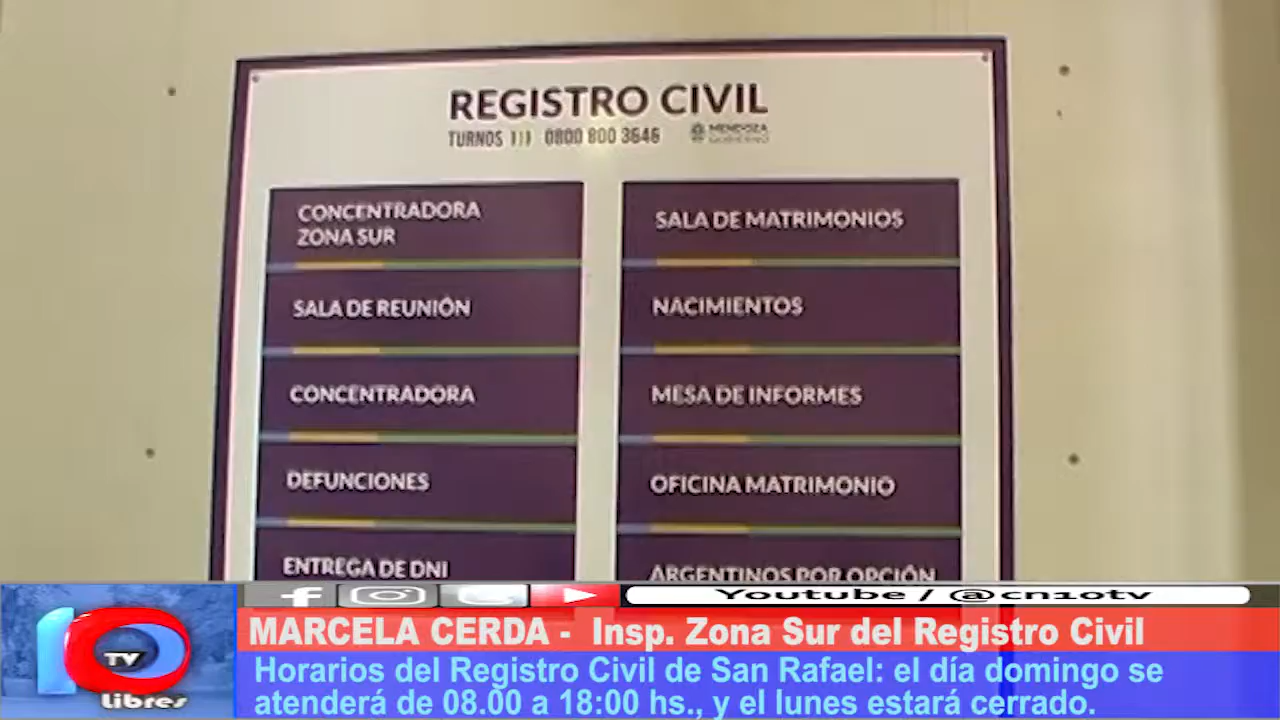 REGISTRO CIVIL
TURNOS 0800 800 3646
MENDOZA
GOBIERNO
CONCENTRADORA
ZONA SUR
SALA DE REUNIÓN
CONCENTRADORA
DEFUNCIONES
ENTREGA DE DNI
SALA DE MATRIMONIOS
NACIMIENTOS
MESA DE INFORMES
OFICINA MATRIMONIO
ARGENTINOS POR OPCIÓN
Youtube / @cn10tv
10
TV
Libres
MARCELA CERDA - Insp. Zona Sur del Registro Civil
Horarios del Registro Civil de San Rafael: el día domingo se
atenderá de 08.00 a 18:00 hs., y el lunes estará cerrado.